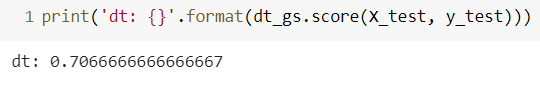 1 print('dt: {}'.format(dt_gs.score(X_test, y_test)))
dt: 0.7066666666666667